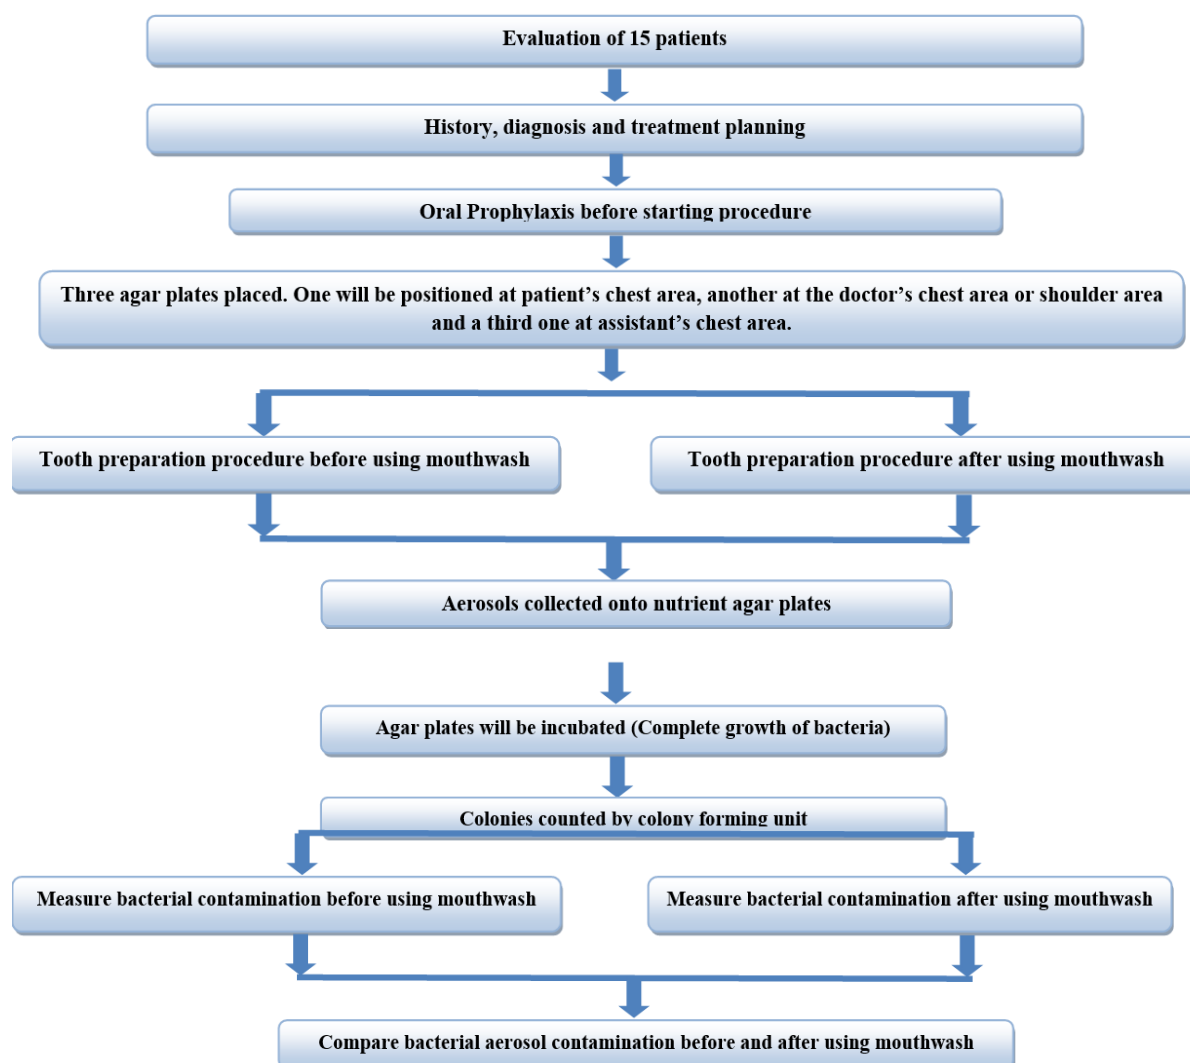 Evaluation of 15 patients
History, diagnosis and treatment planning
Oral Prophylaxis before starting procedure
Three agar plates placed. One will be positioned at patient’s chest area, another at the doctor’s chest area or shoulder area
and a third one at assistant’s chest area.
Tooth preparation procedure before using mouthwash
Tooth preparation procedure after using mouthwash
Aerosols collected onto nutrient agar plates
Agar plates will be incubated (Complete growth of bacteria)
Colonies counted by colony forming unit
Measure bacterial contamination before using mouthwash
Measure bacterial contamination after using mouthwash
Compare bacterial aerosol contamination before and after using mouthwash